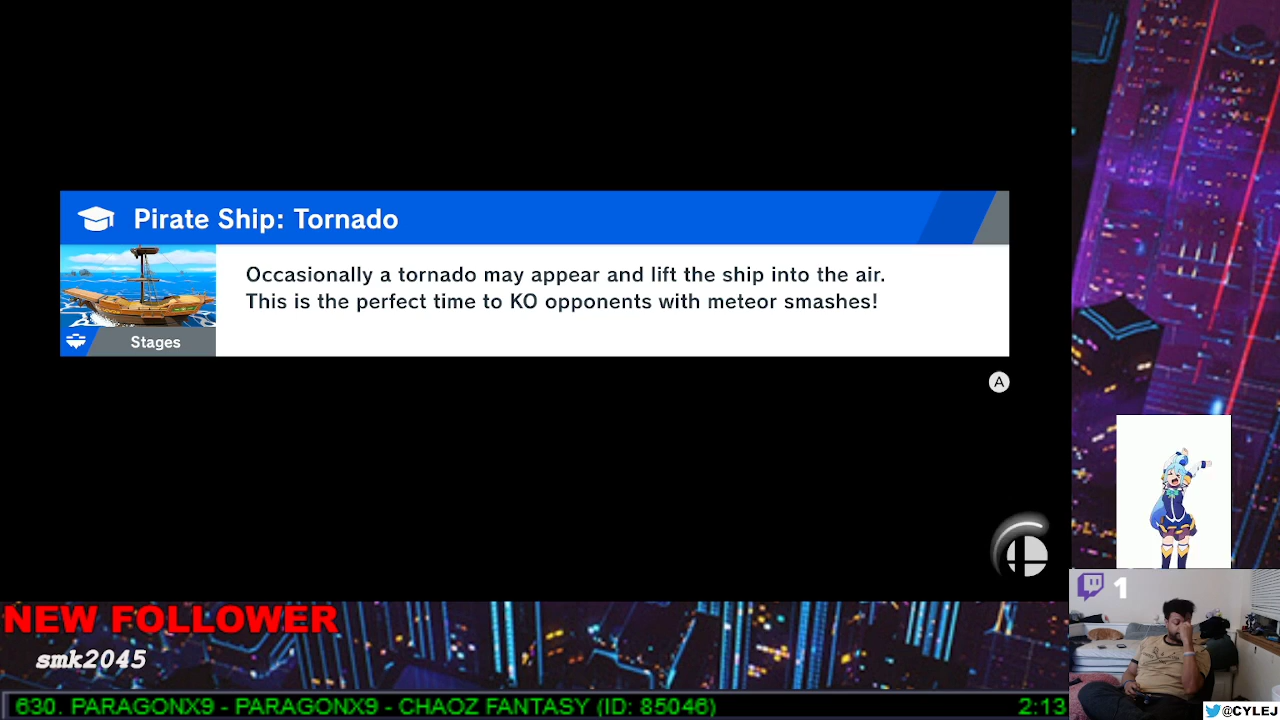 Pirate Ship: Tornado
Occasionally a tornado may appear and lift the ship into the air.
This is the perfect time to KO opponents with meteor smashes!
Stages
A
1
NEW FOLLOWER
smk2045
630. PARAGONX9 - PARAGONX9 - CHAOZ FANTASY (ID: 85046)
2:13
@CYLEJ